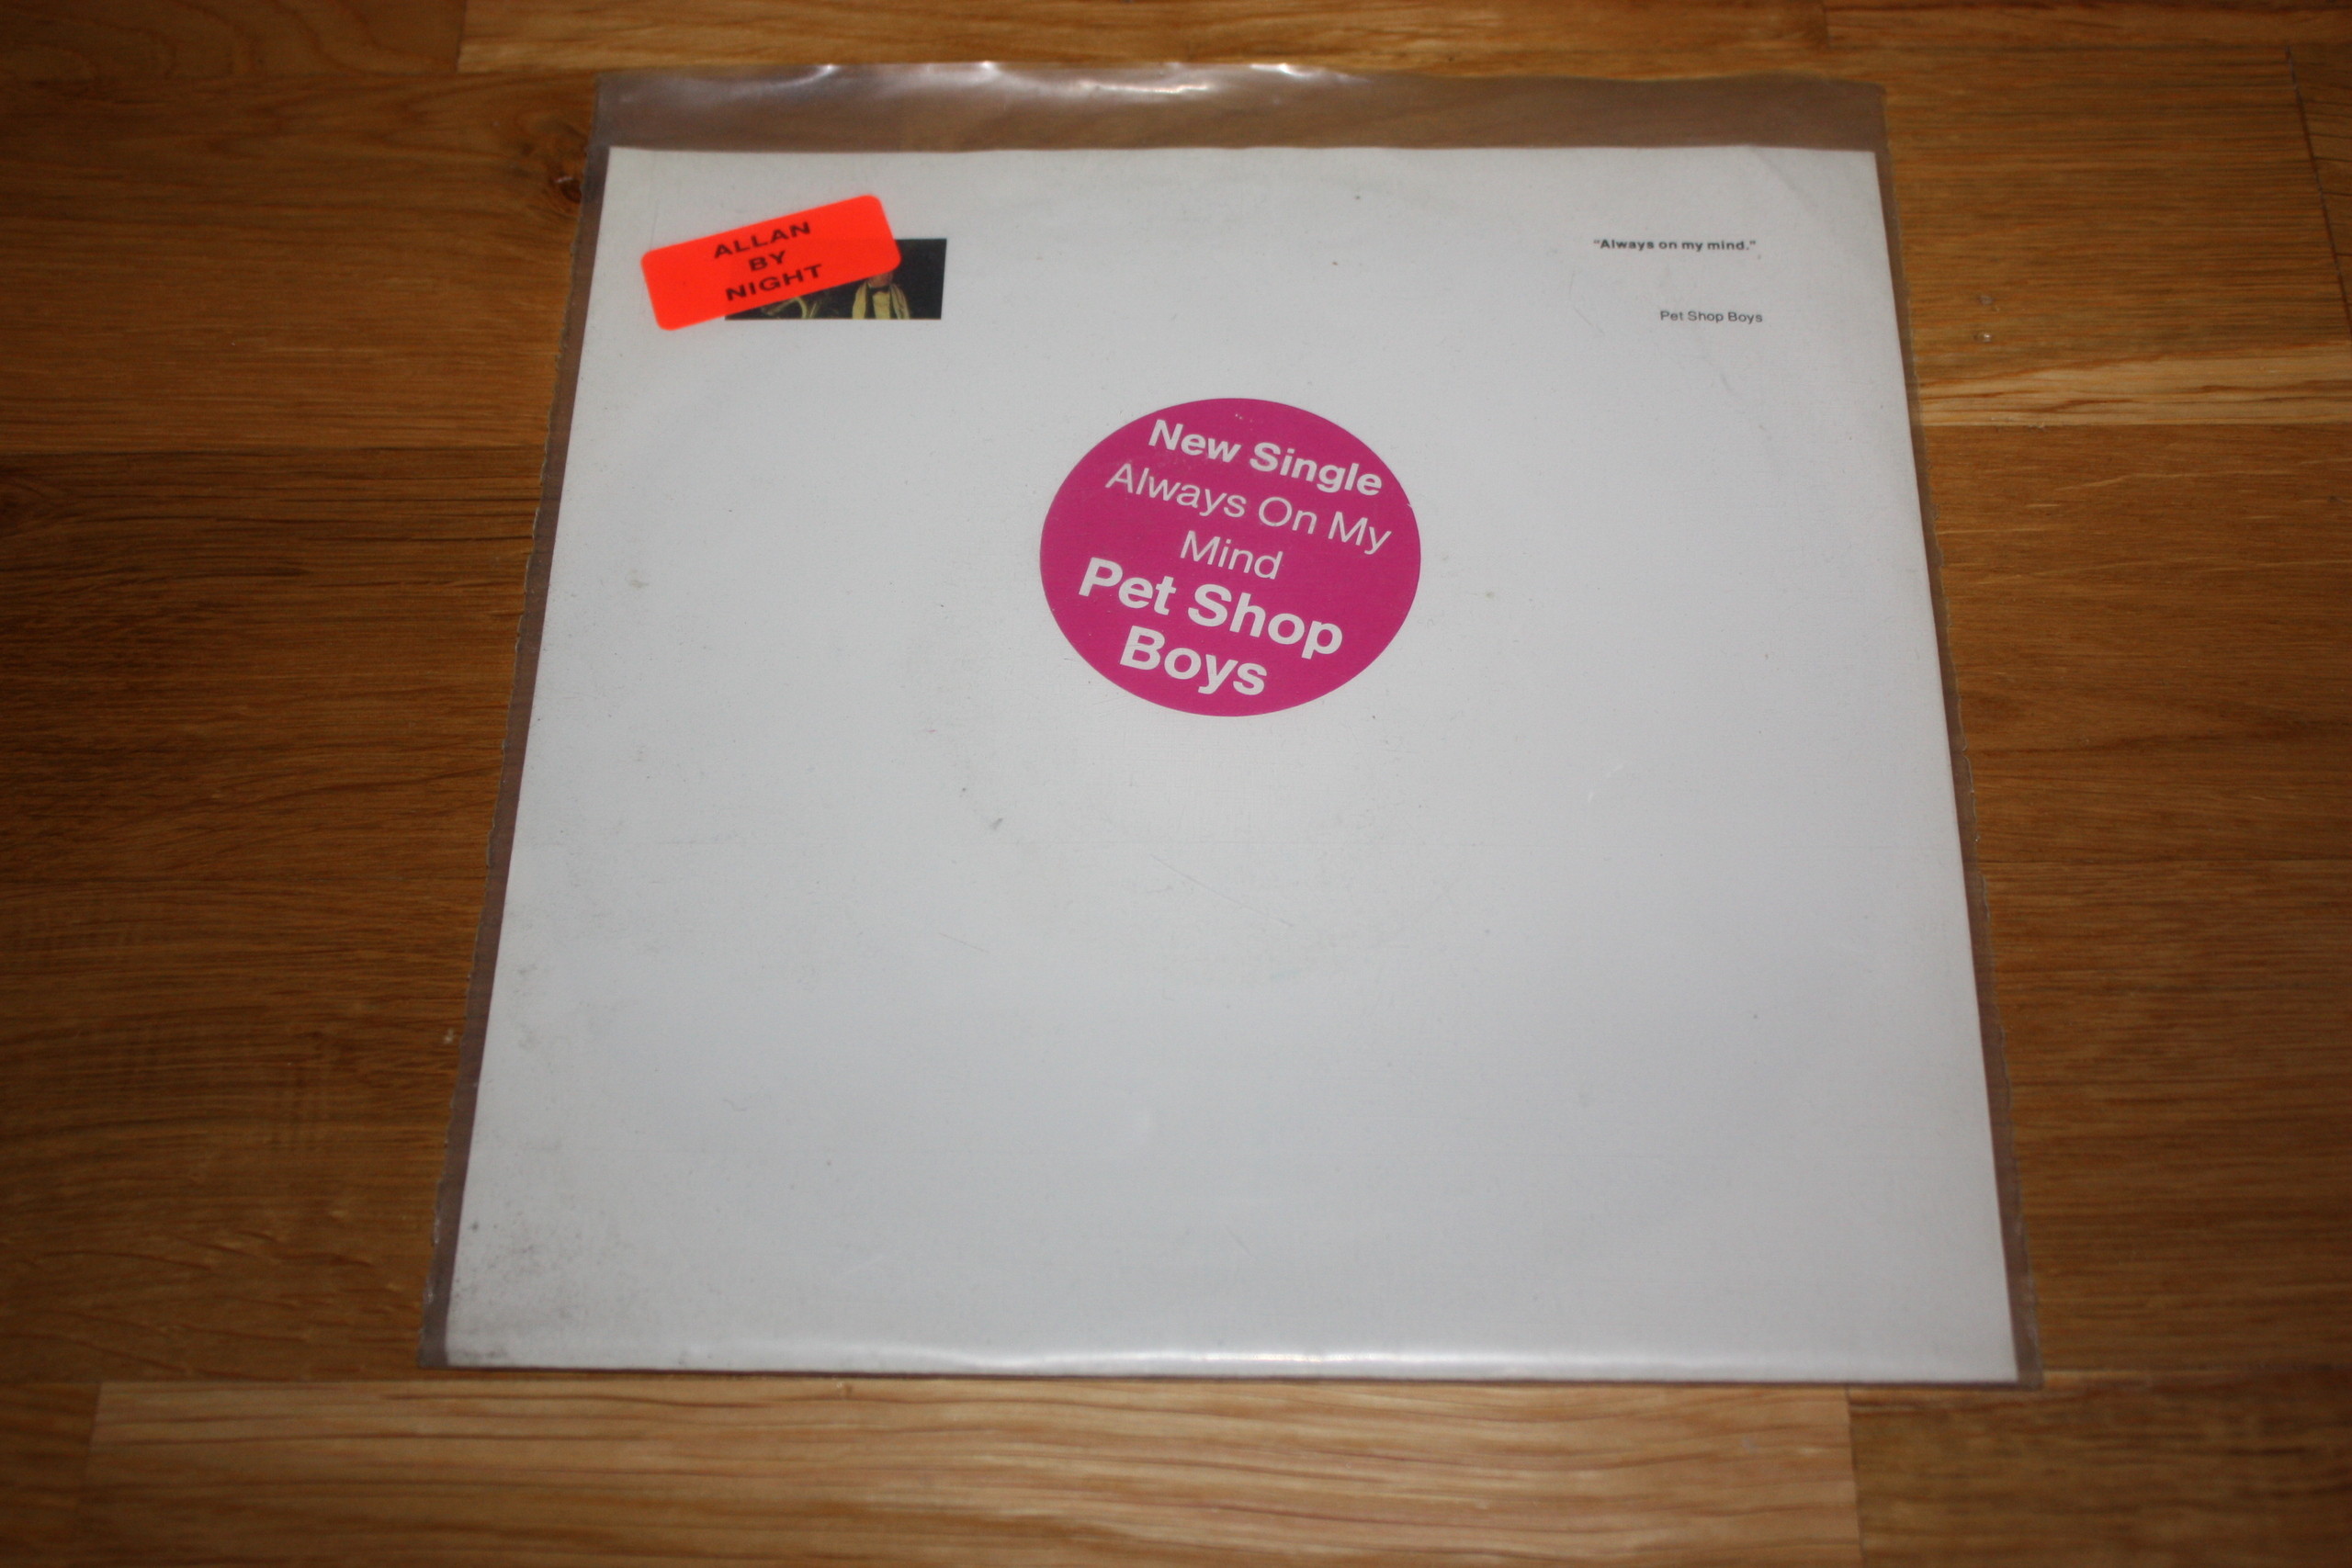 ALLAN
BY
NIGHT
"Always on my mind."
Pet Shop Boys
New Single
Always On My
Mind
Pet Shop
Boys